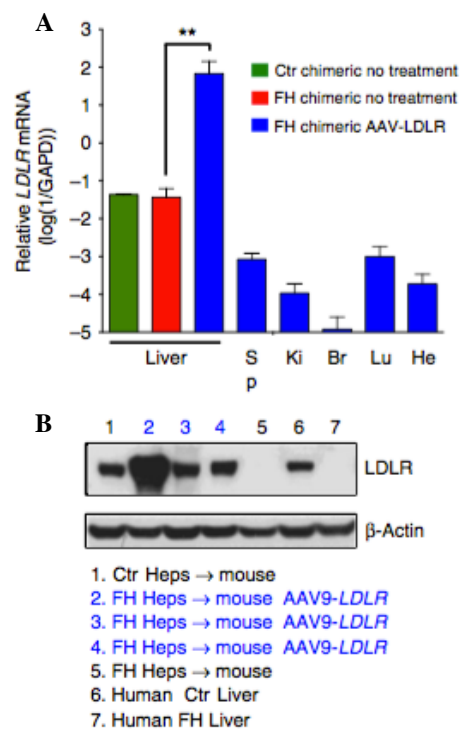 A
3
2
1
0
–1
–2
–3
–4
–5
Relative LDLR mRNA
(log(1/GAPD))
**
Ctr chimeric no treatment
FH chimeric no treatment
FH chimeric AAV-LDLR
Liver S Ki Br Lu He
p
B
1 2 3 4 5 6 7
LDLR
β-Actin
1. Ctr Heps → mouse
2. FH Heps → mouse AAV9-LDLR
3. FH Heps → mouse AAV9-LDLR
4. FH Heps → mouse AAV9-LDLR
5. FH Heps → mouse
6. Human Ctr Liver
7. Human FH Liver